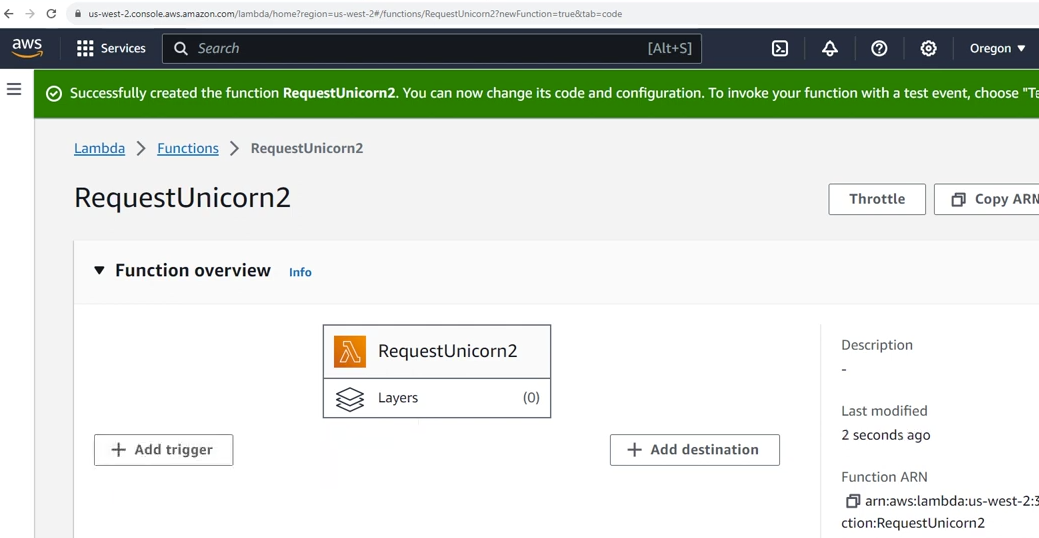 us-west-2.console.aws.amazon.com/lambda/home?region=us-west-2#/functions/RequestUnicorn2?newFunction=true&tab=code
aws Services Search [Alt+S] Oregon
Successfully created the function RequestUnicorn2. You can now change its code and configuration. To invoke your function with a test event, choose "Te
Lambda Functions RequestUnicorn2
RequestUnicorn2
Throttle Copy ARN
Function overview Info
RequestUnicorn2
Layers (0)
Add trigger
Add destination
Description
-
Last modified
2 seconds ago
Function ARN
arn:aws:lambda:us-west-2:3
ction:RequestUnicorn2